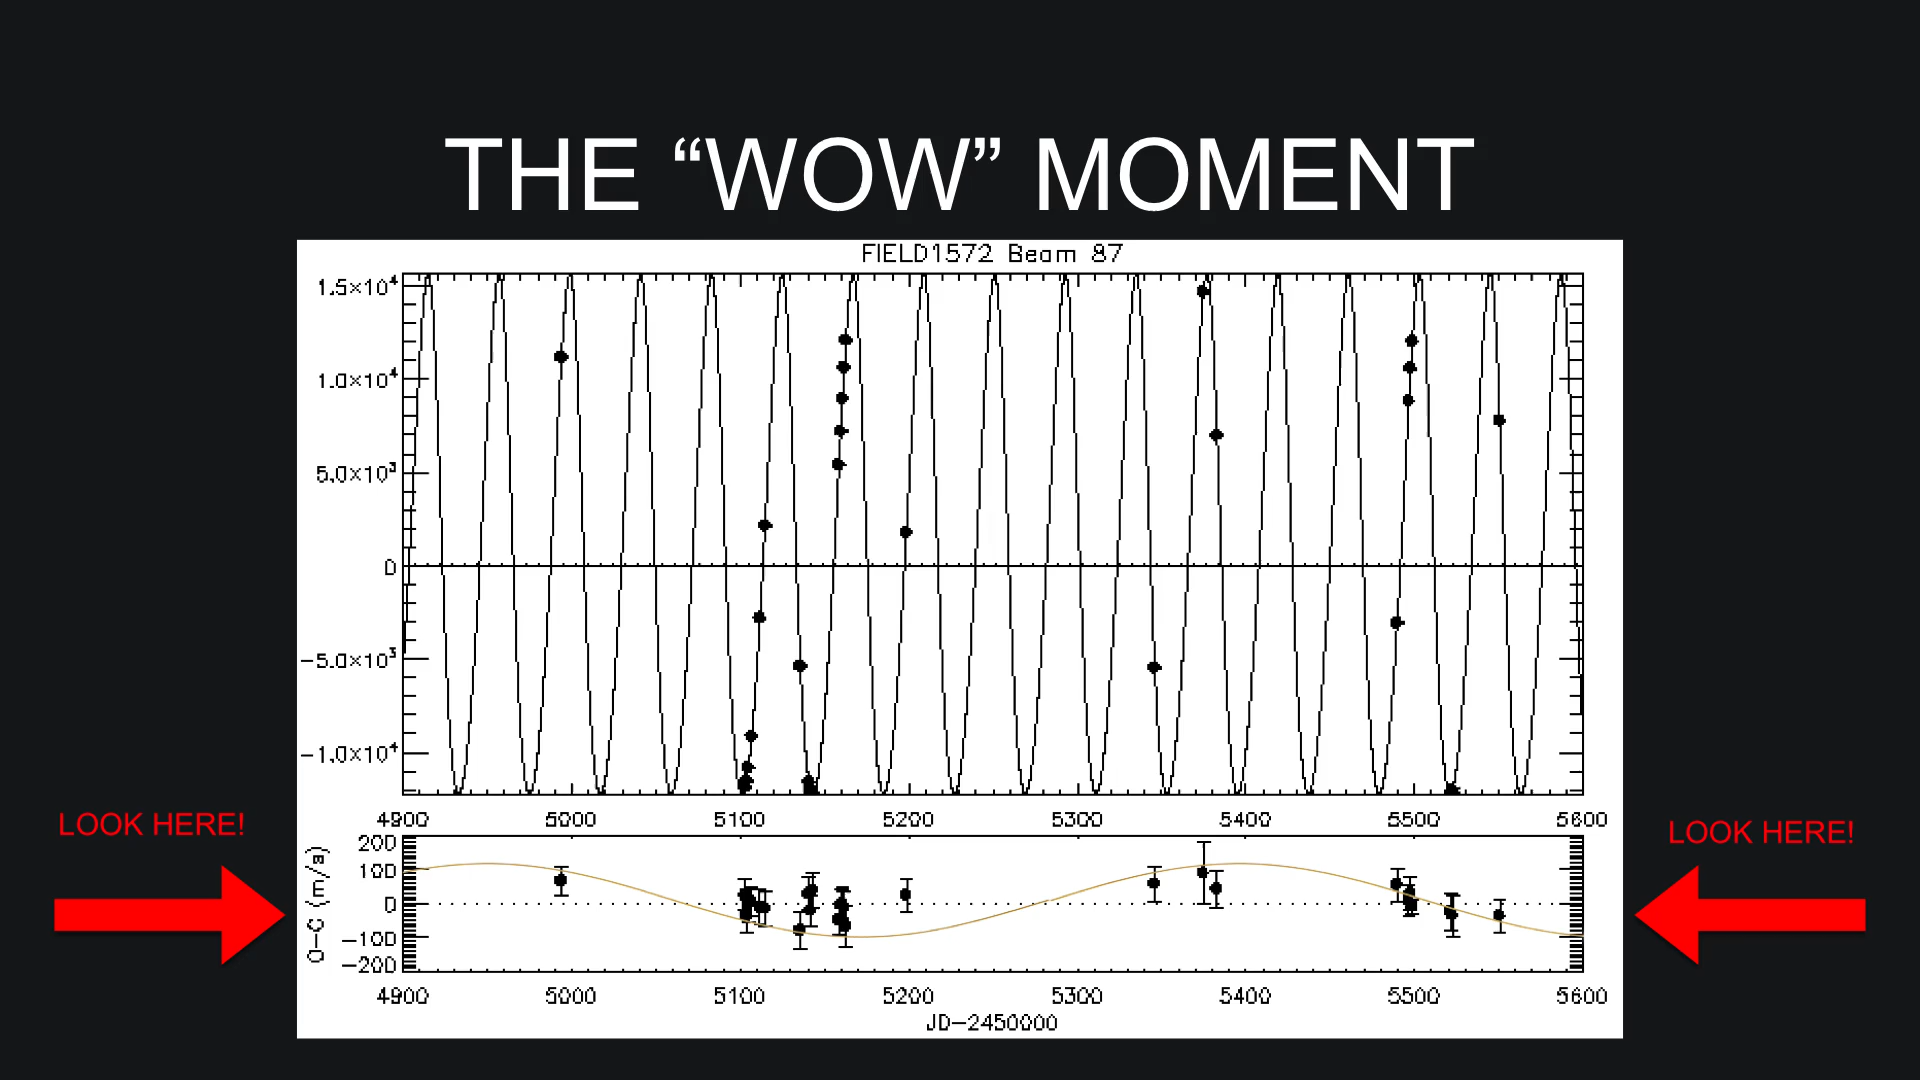 THE “WOW” MOMENT
FIELD1572 Beam 87
1.5×10⁴
1.0×10⁴
5.0×10³
0
−5.0×10³
−1.0×10⁴
4900 5000 5100 5200 5300 5400 5500 5600
LOOK HERE!
LOOK HERE!
200
100
0
−100
−200
O−C (m/s)
4900 5000 5100 5200 5300 5400 5500 5600
JD−2450000